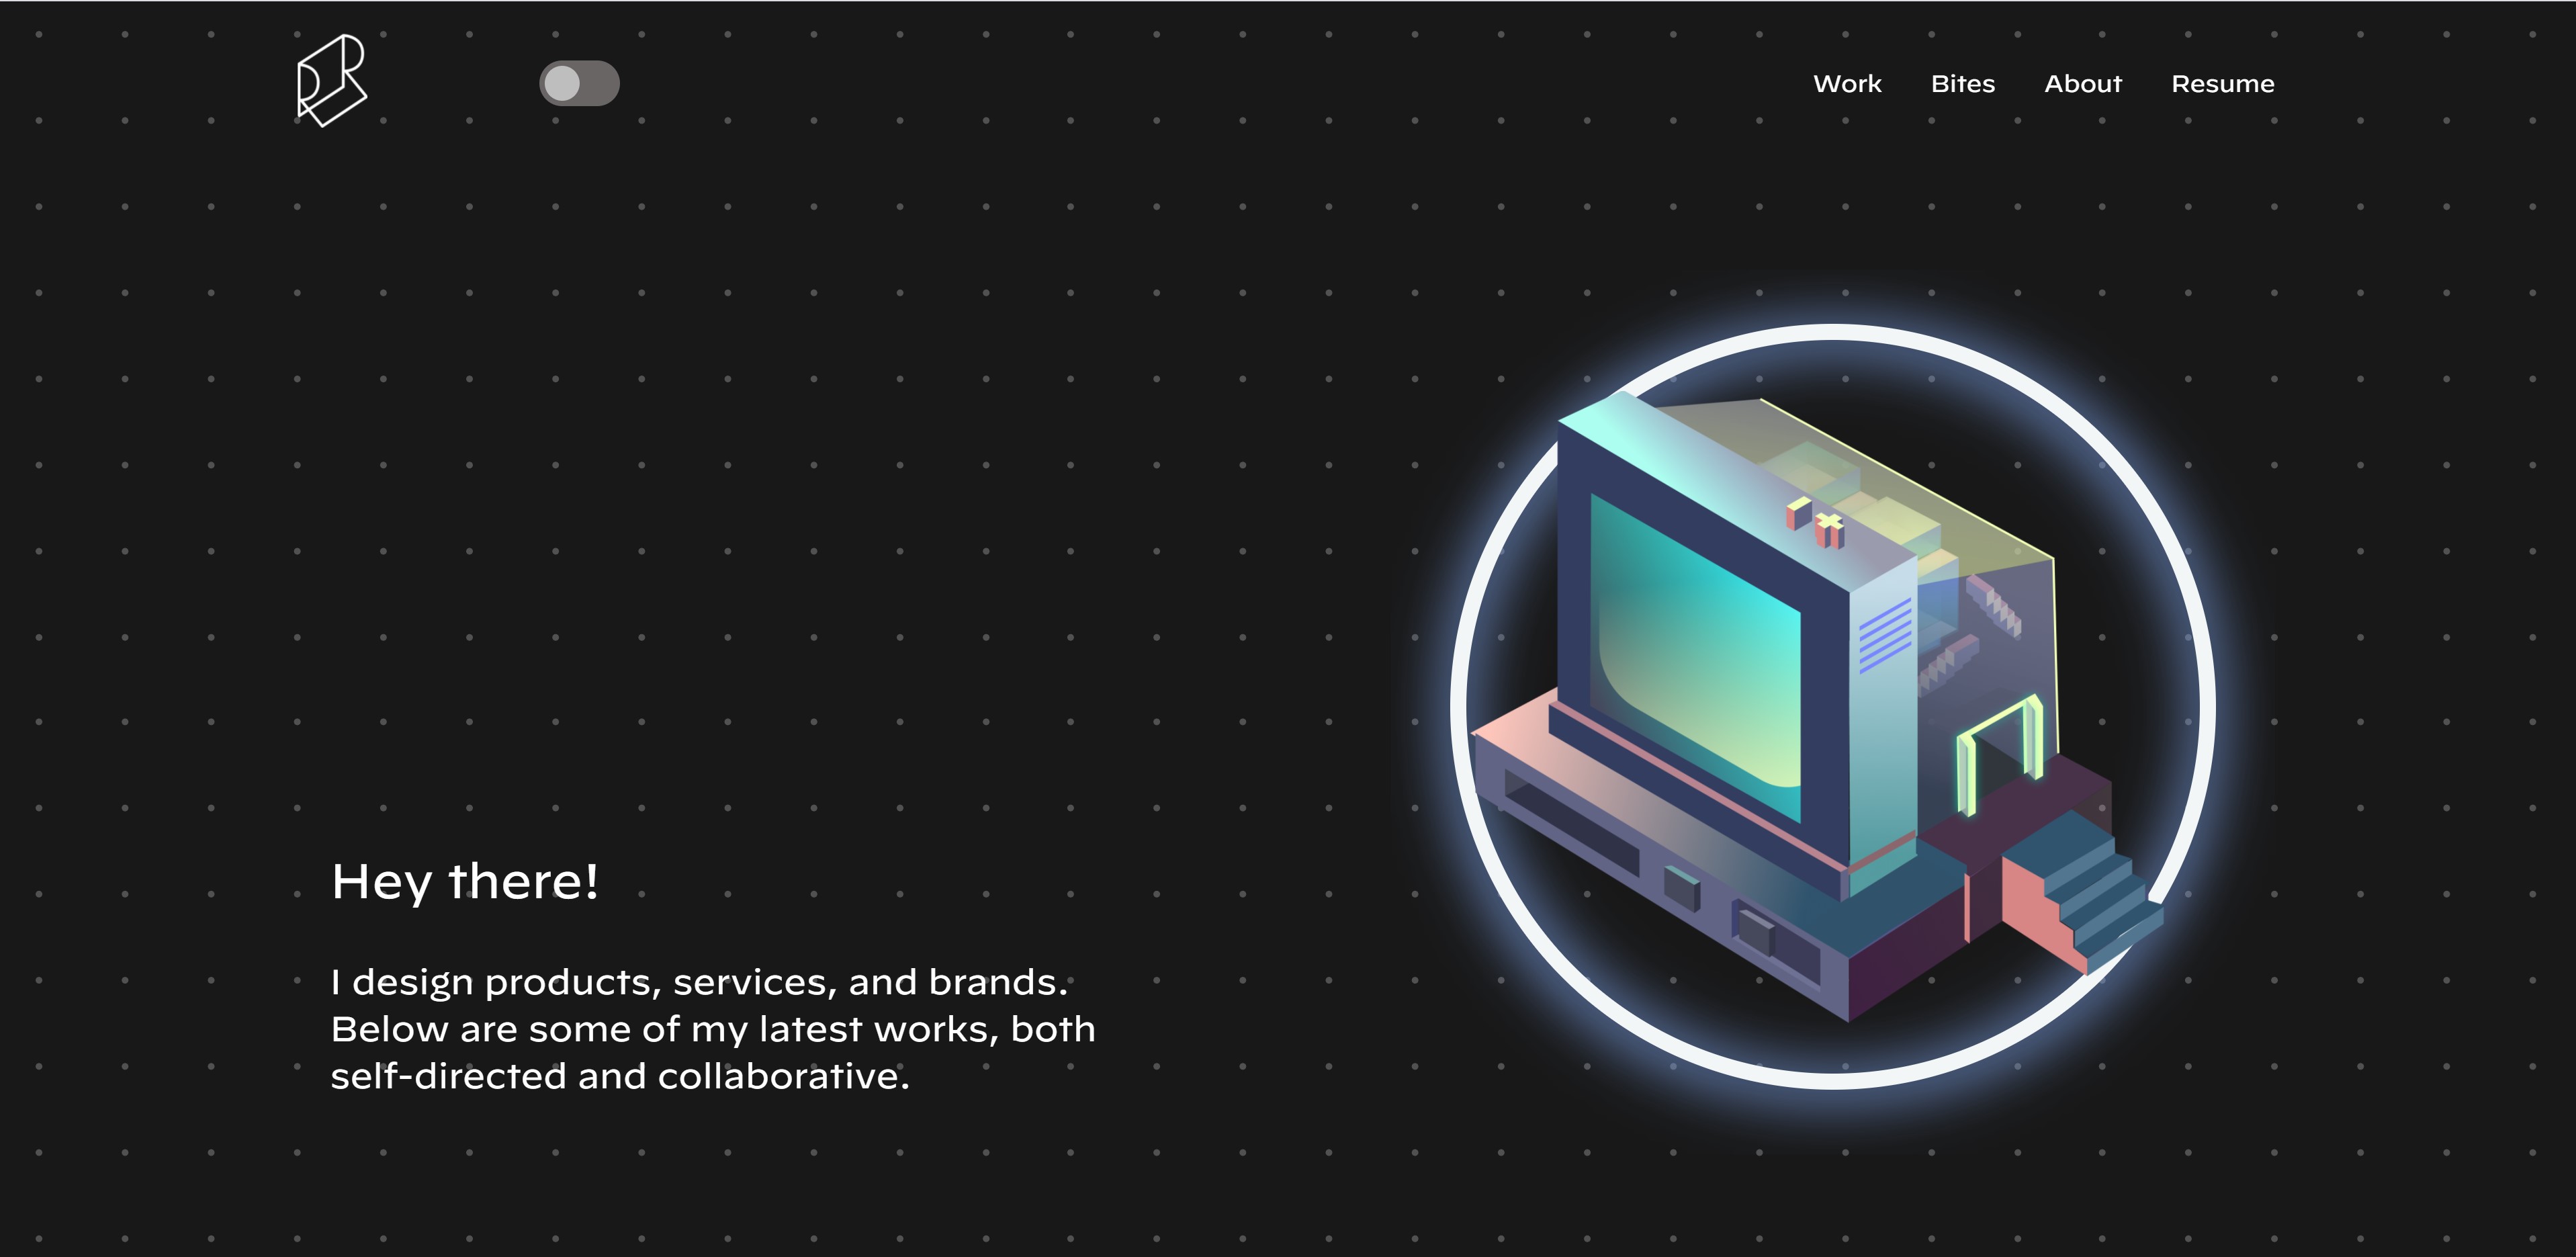 Work Bites About Resume
Hey there!
I design products, services, and brands.
Below are some of my latest works, both
self-directed and collaborative.